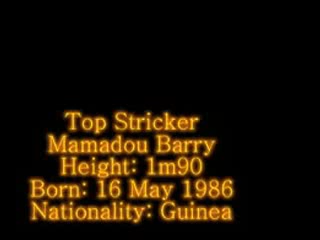 Top Stricker
Mamadou Barry
Height: 1m90
Born: 16 May 1986
Nationality: Guinea